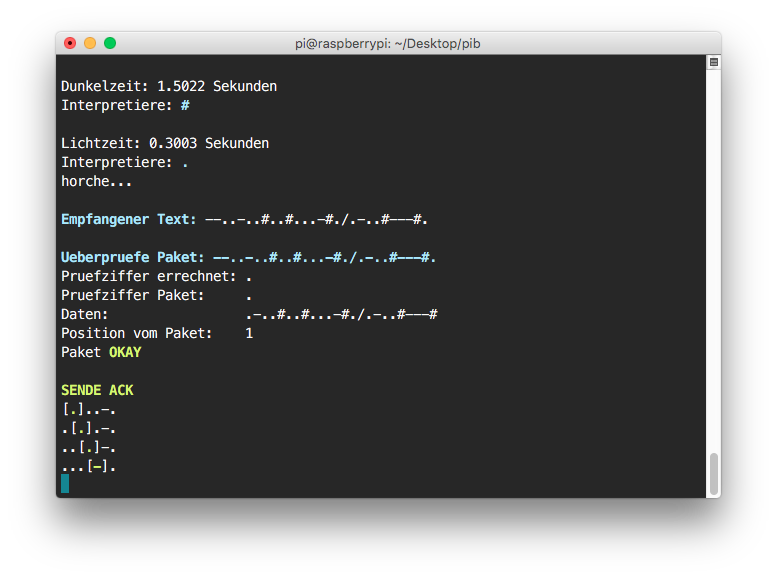 pi@raspberrypi: ~/Desktop/pib
Dunkelzeit: 1.5022 Sekunden
Interpretiere: #
Lichtzeit: 0.3003 Sekunden
Interpretiere: .
horche...
Empfangener Text: --..-..#..#...-#./.-..#---#.
Ueberpruefe Paket: --..-..#..#...-#./.-..#---#.
Pruefziffer errechnet: .
Pruefziffer Paket: .
Daten: .-..#..#...-#./.-..#---#
Position vom Paket: 1
Paket OKAY
SENDE ACK
[.]..-.
.[.].-.
..[.]-.
...[-].